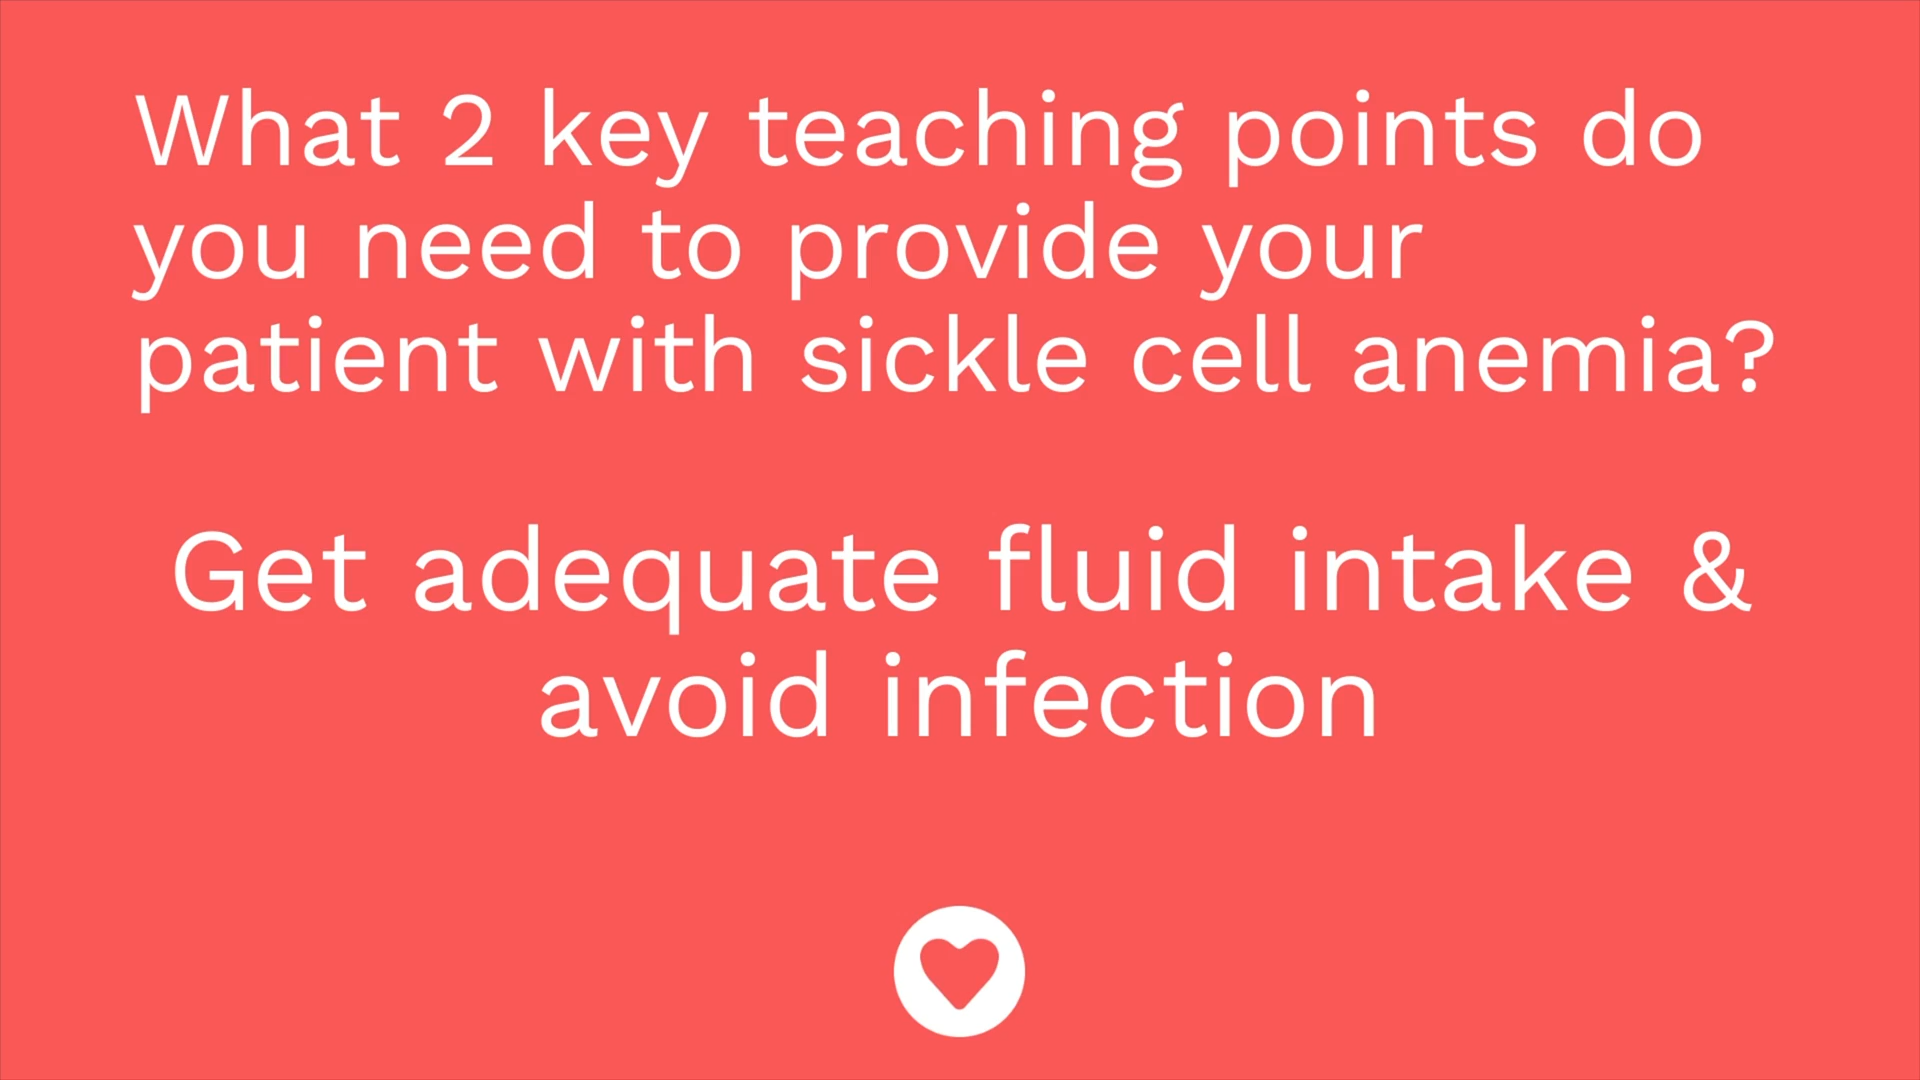 What 2 key teaching points do
you need to provide your
patient with sickle cell anemia?
Get adequate fluid intake &
avoid infection